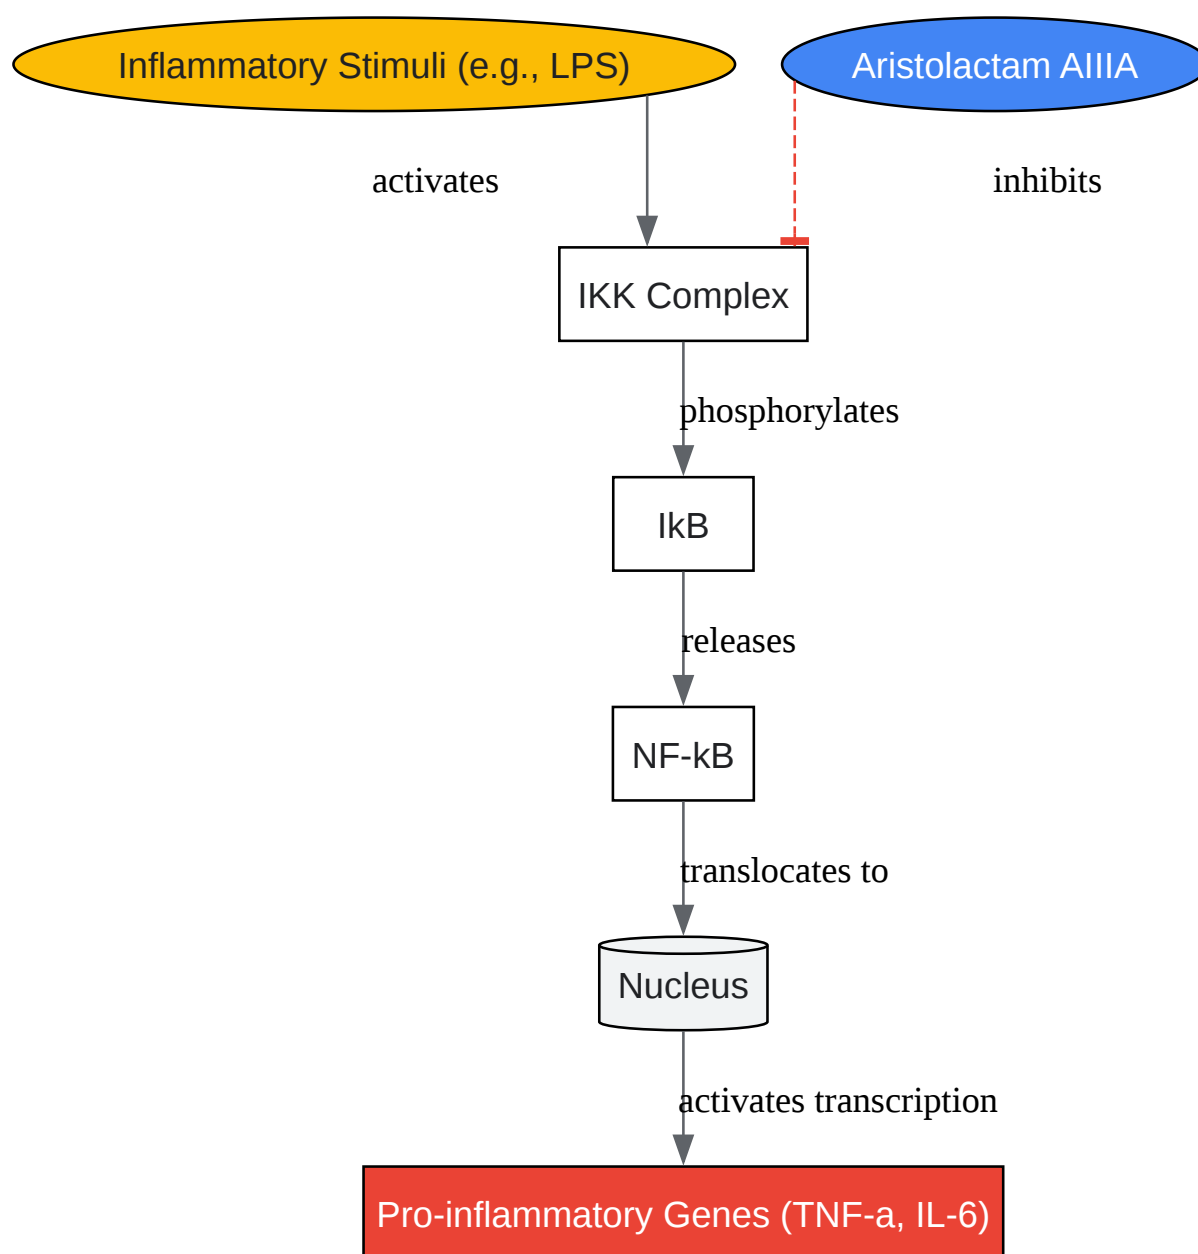 Inflammatory Stimuli (e.g., LPS)
Aristolactam AIIIA
activates
inhibits
IKK Complex
phosphorylates
IkB
releases
NF-kB
translocates to
Nucleus
activates transcription
Pro-inflammatory Genes (TNF-a, IL-6)